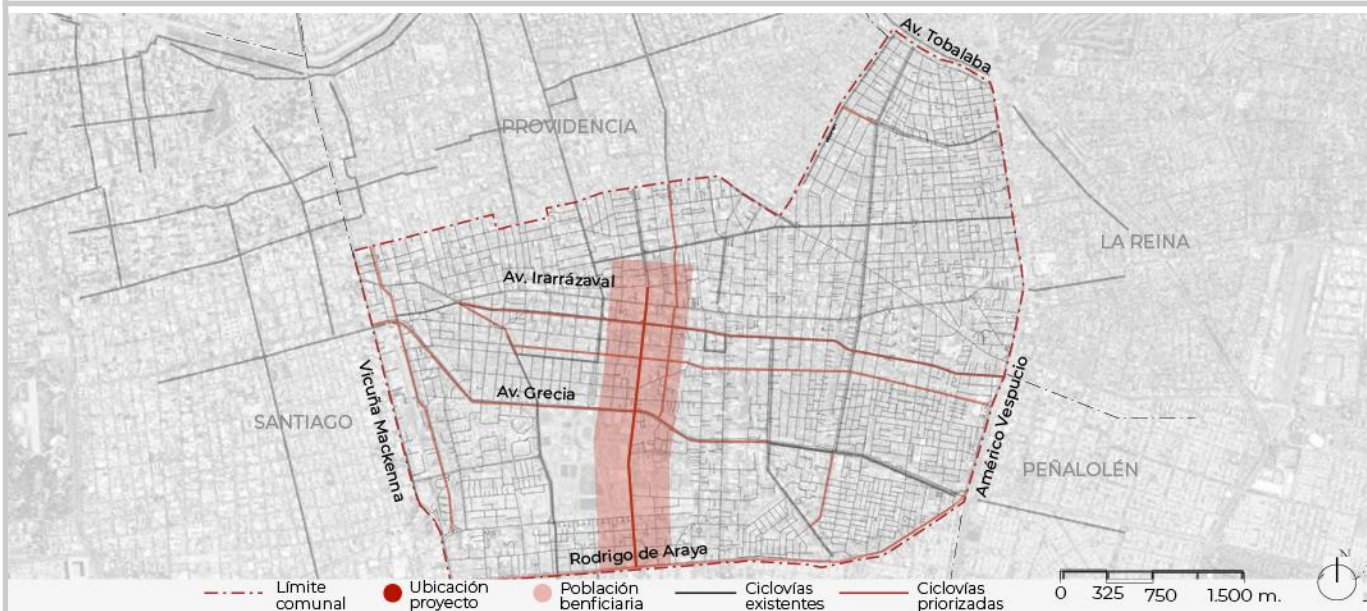 Av. Tobalaba
PROVIDENCIA
LA REINA
Av. Irarrázaval
Av. Grecia
SANTIAGO
Vicuña Mackenna
Américo Vespucio
PEÑALOLÉN
Rodrigo de Araya
N
Límite comunal
Ubicación proyecto
Población benficiaria
Ciclovías existentes
Ciclovías priorizadas
0 325 750 1.500 m.